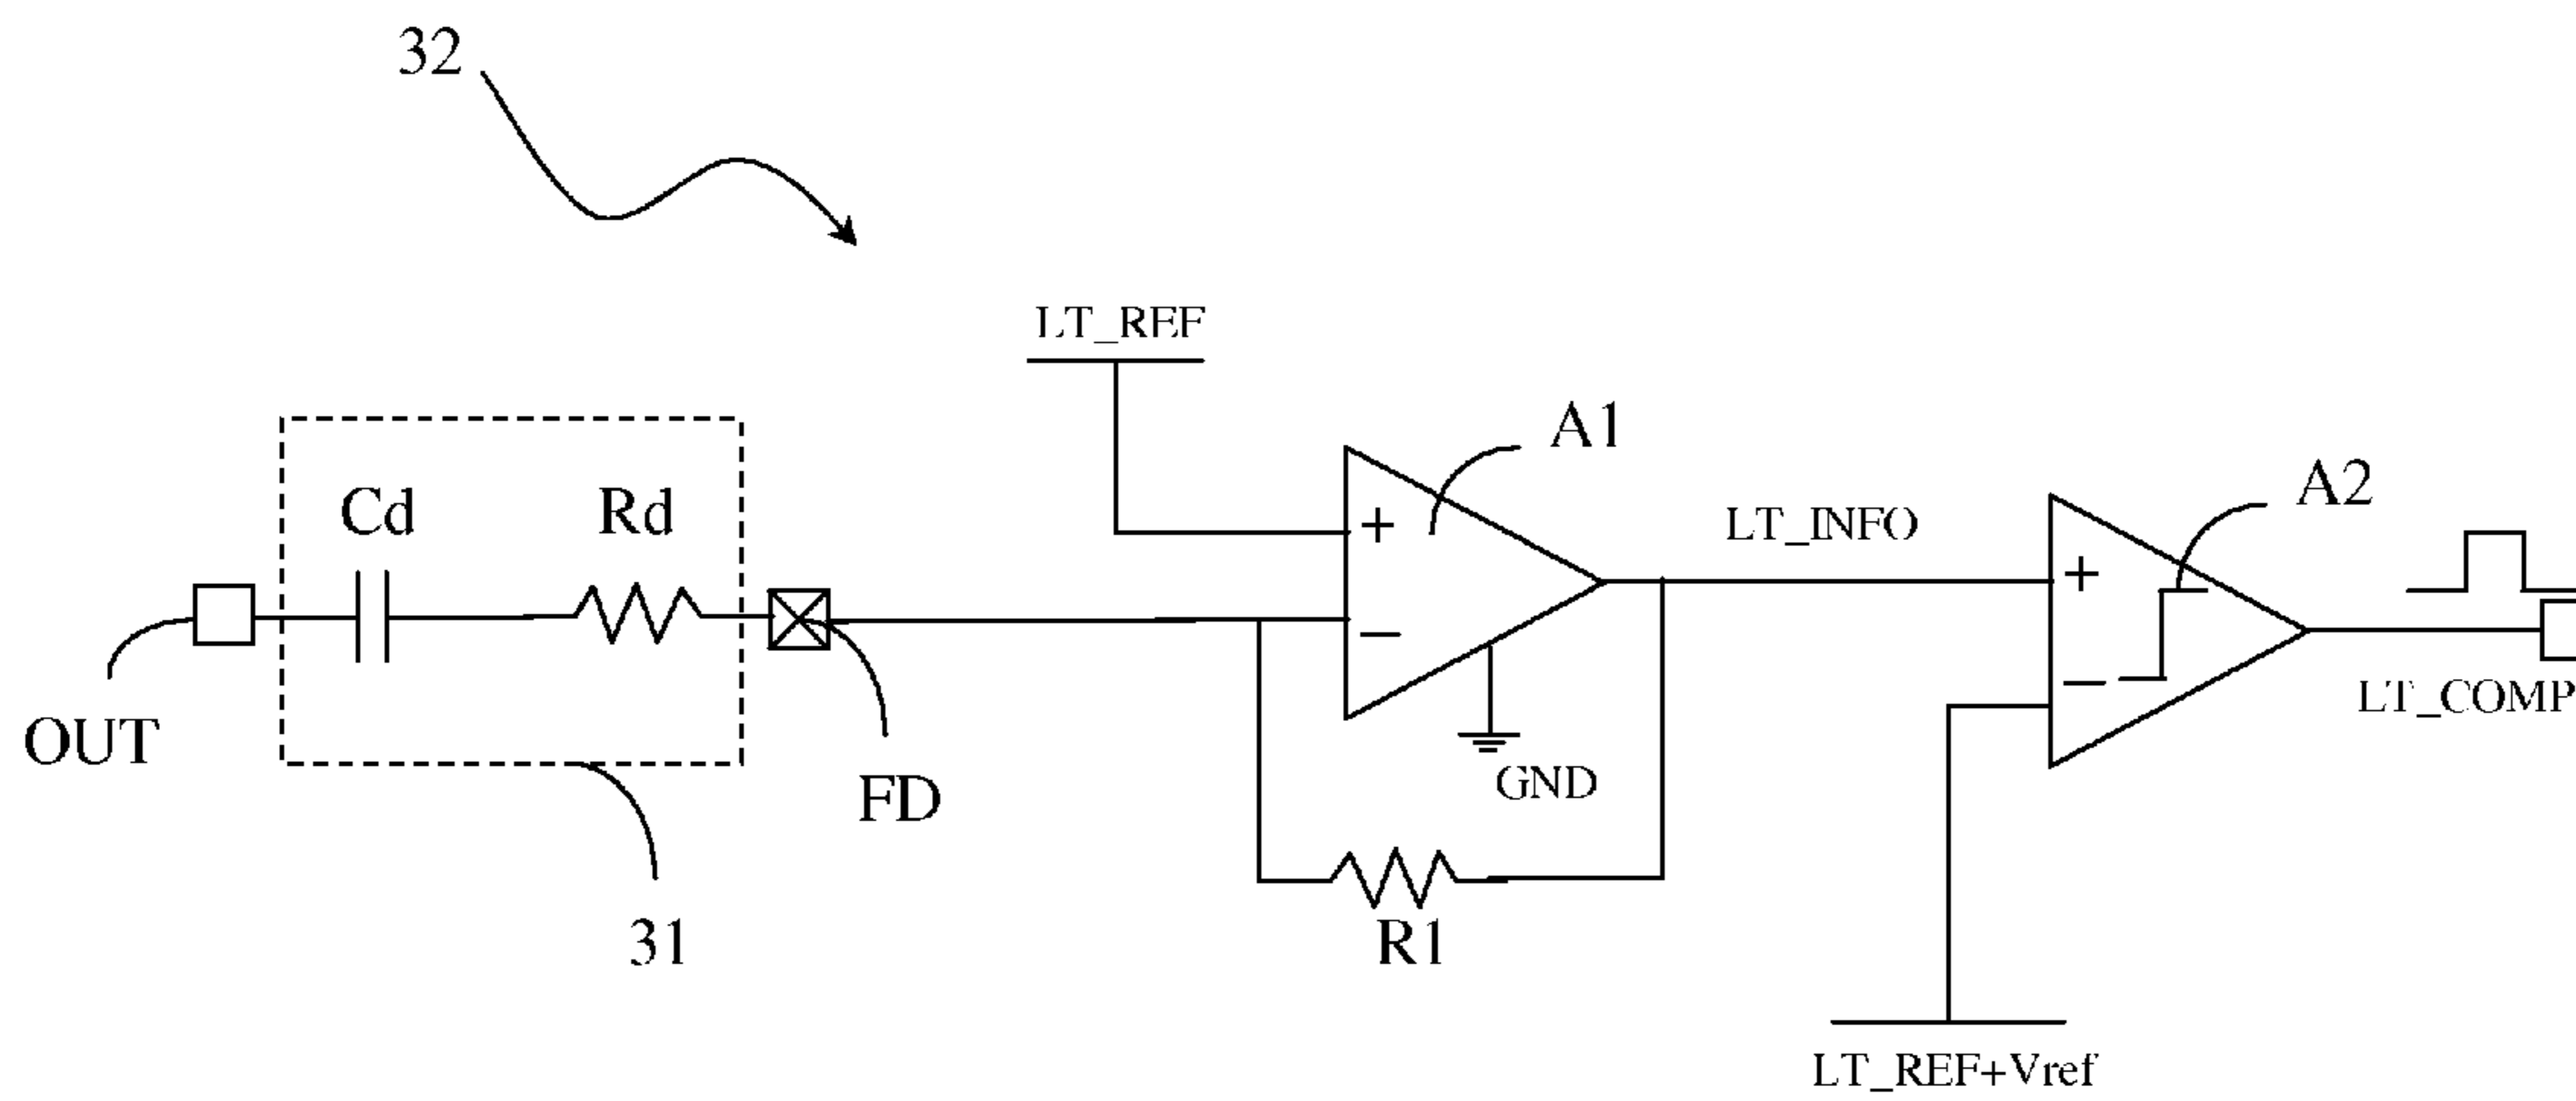 32
LT_REF
A1
A2
Cd
Rd
LT_INFO
+
+
−
−
LT_COMP
OUT
FD
GND
31
R1
LT_REF+Vref